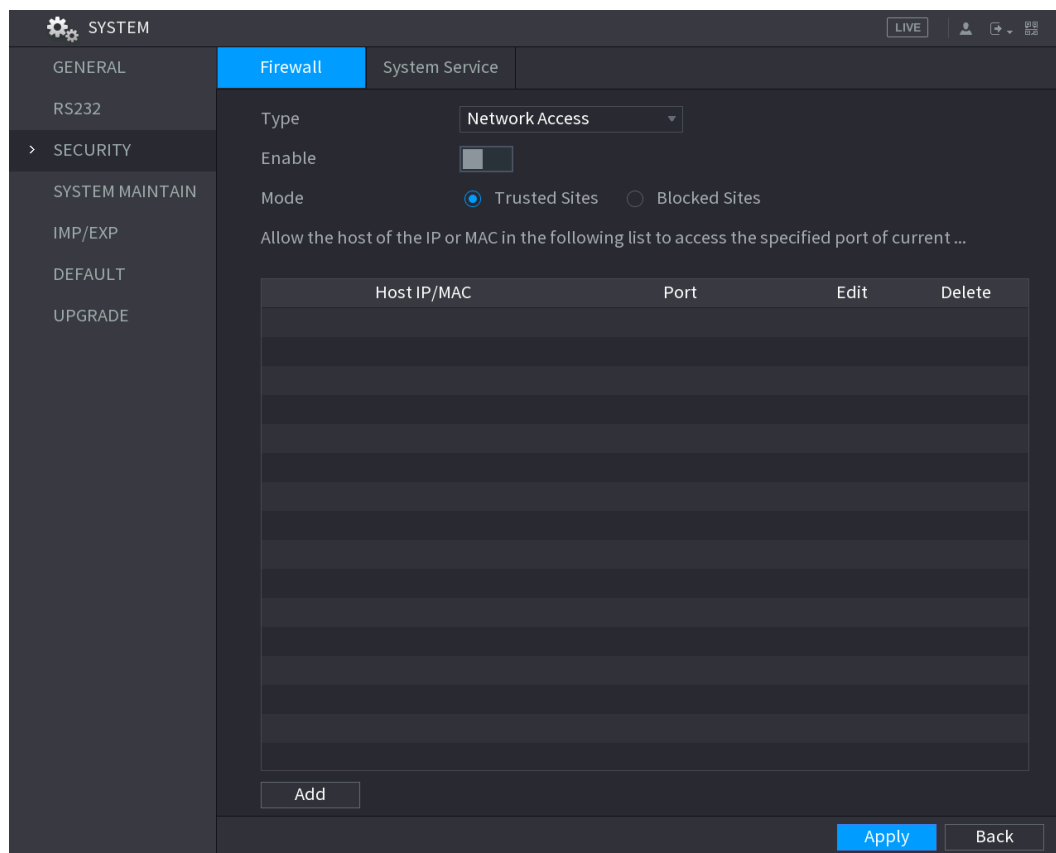 SYSTEM
LIVE
GENERAL
RS232
SECURITY
SYSTEM MAINTAIN
IMP/EXP
DEFAULT
UPGRADE
Firewall System Service
Type Network Access
Enable
Mode Trusted Sites Blocked Sites
Allow the host of the IP or MAC in the following list to access the specified port of current ...
Host IP/MAC Port Edit Delete
Add
Apply Back